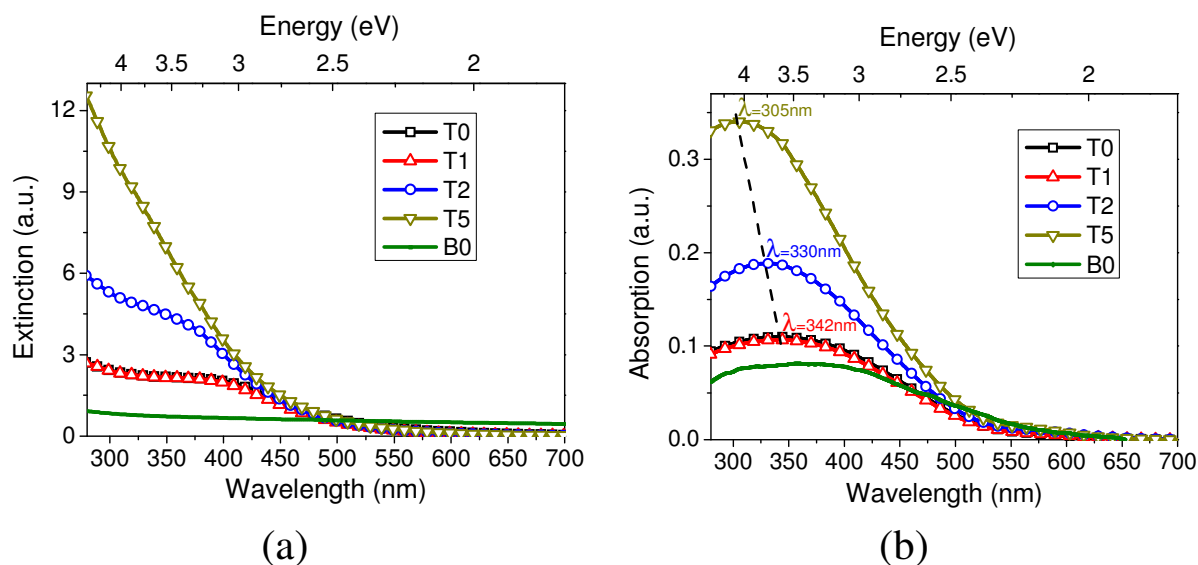 Energy (eV)
4 3.5 3 2.5 2
12
9
6
3
0
Extinction (a.u.)
T0
T1
T2
T5
B0
300 350 400 450 500 550 600 650 700
Wavelength (nm)
(a)
Energy (eV)
4 3.5 3 2.5 2
0.3
0.2
0.1
0.0
Absorption (a.u.)
λ=305nm
λ=330nm
λ=342nm
T0
T1
T2
T5
B0
300 350 400 450 500 550 600 650 700
Wavelength (nm)
(b)